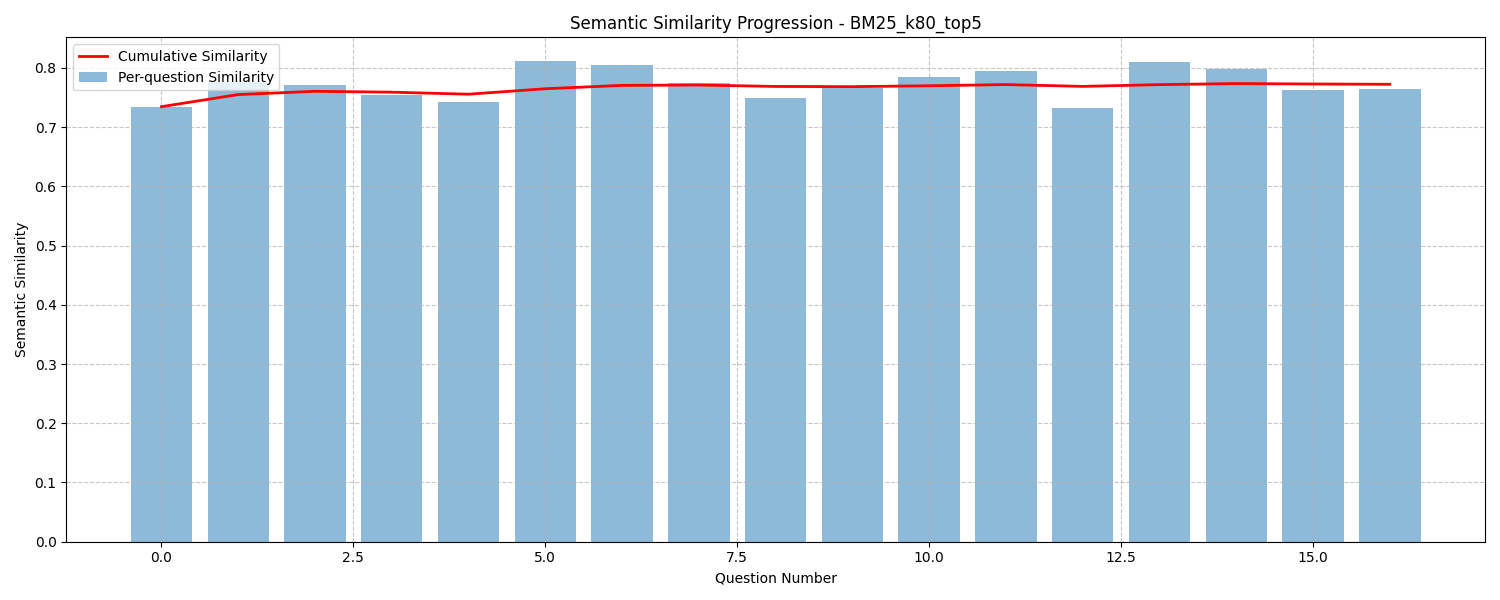 Semantic Similarity Progression - BM25_k80_top5
Cumulative Similarity
Per-question Similarity
Semantic Similarity
0.8
0.7
0.6
0.5
0.4
0.3
0.2
0.1
0.0
0.0 2.5 5.0 7.5 10.0 12.5 15.0
Question Number